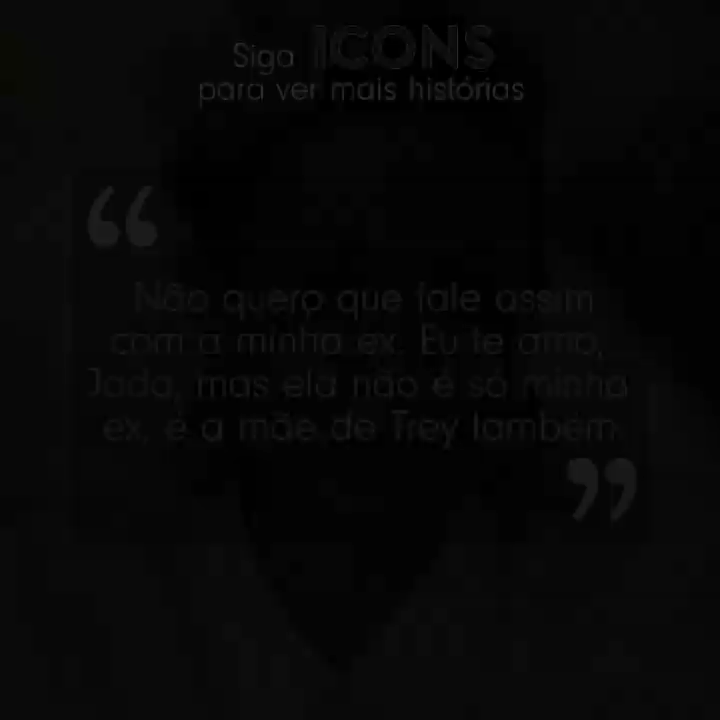 Siga ICONS
para ver mais histórias
“
Não quero que fale assim
com a minha ex. Eu te amo,
Jada, mas ela não é só minha
ex, é a mãe de Trey também
”